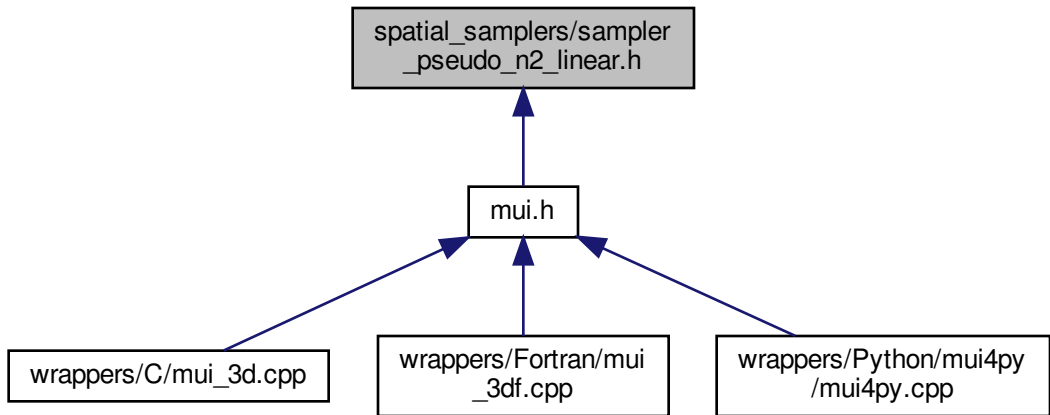 spatial_samplers/sampler
_pseudo_n2_linear.h
mui.h
wrappers/C/mui_3d.cpp
wrappers/Fortran/mui
_3df.cpp
wrappers/Python/mui4py
/mui4py.cpp